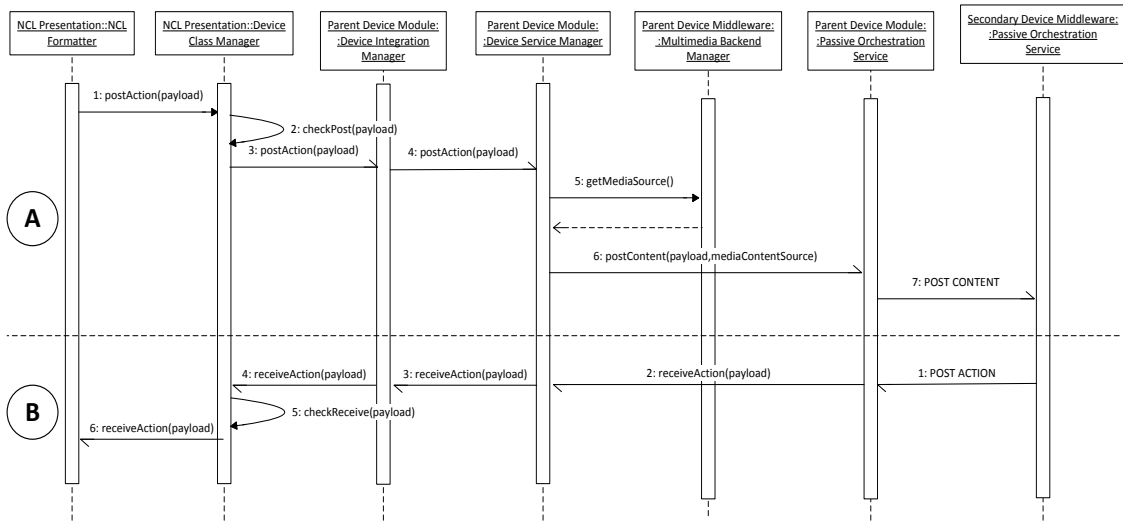 NCL Presentation::NCL
Formatter
NCL Presentation::Device
Class Manager
Parent Device Module:
:Device Integration
Manager
Parent Device Module:
:Device Service Manager
Parent Device Middleware:
:Multimedia Backend
Manager
Parent Device Module:
:Passive Orchestration
Service
Secondary Device Middleware:
:Passive Orchestration
Service
1: postAction(payload)
2: checkPost(payload)
3: postAction(payload)
4: postAction(payload)
5: getMediaSource()
A
6: postContent(payload,mediaContentSource)
7: POST CONTENT
4: receiveAction(payload)
3: receiveAction(payload)
2: receiveAction(payload)
1: POST ACTION
B
5: checkReceive(payload)
6: receiveAction(payload)